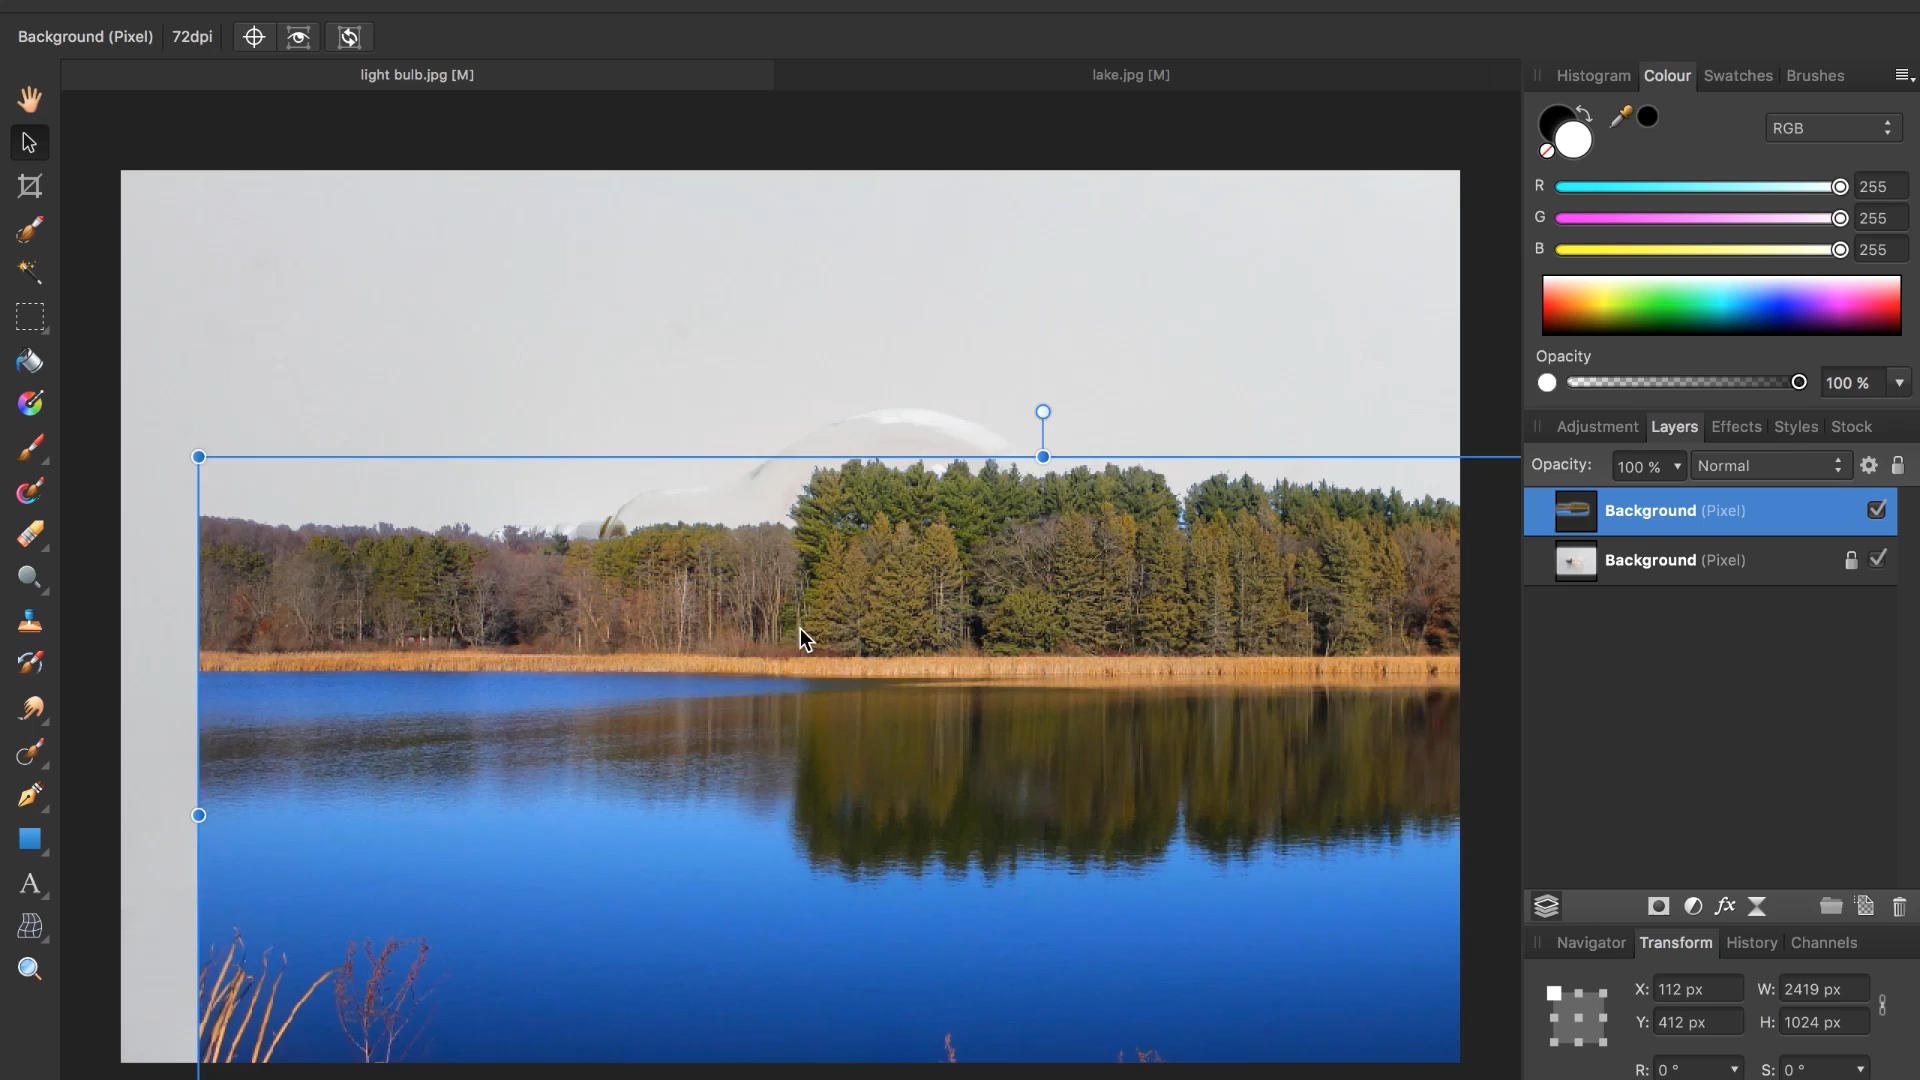 Background (Pixel) 72dpi
light bulb.jpg [M] lake.jpg [M]
Histogram Colour Swatches Brushes
RGB
R 255
G 255
B 255
Opacity
100 %
Adjustment Layers Effects Styles Stock
Opacity: 100 % Normal
Background (Pixel)
Background (Pixel)
fx
Navigator Transform History Channels
X: 112 px W: 2419 px
Y: 412 px H: 1024 px
R: 0 ° S: 0 °
A